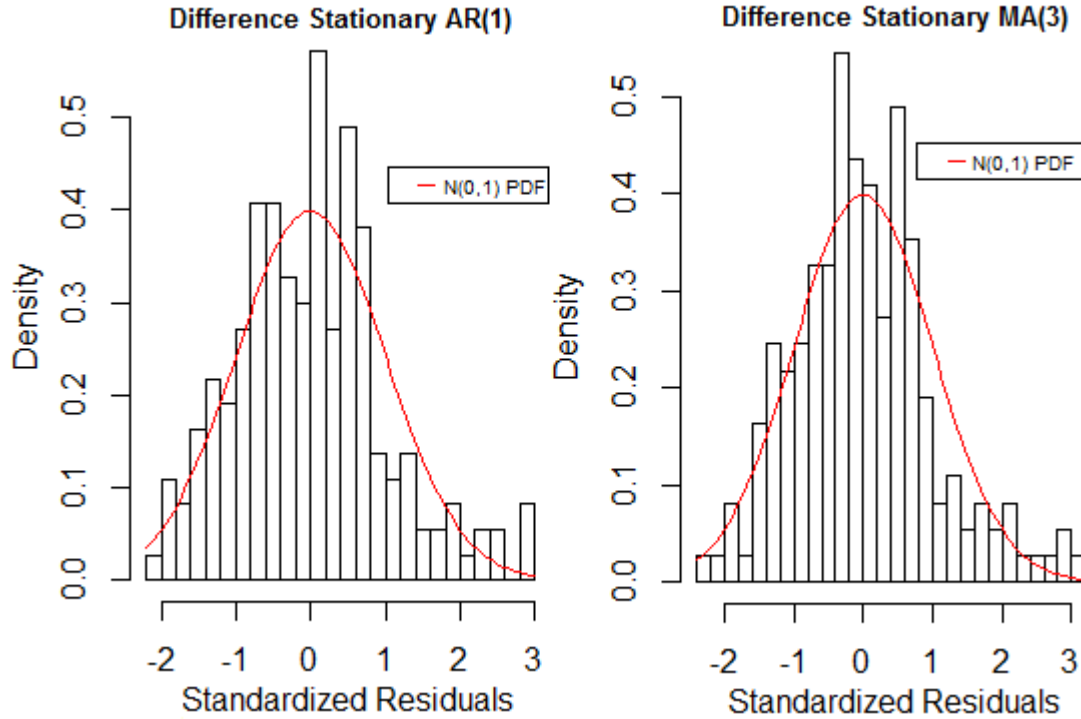 Difference Stationary AR(1)
Density
0.0 0.1 0.2 0.3 0.4 0.5
N(0,1) PDF
-2 -1 0 1 2 3
Standardized Residuals
Difference Stationary MA(3)
Density
0.0 0.1 0.2 0.3 0.4 0.5
N(0,1) PDF
-2 -1 0 1 2 3
Standardized Residuals